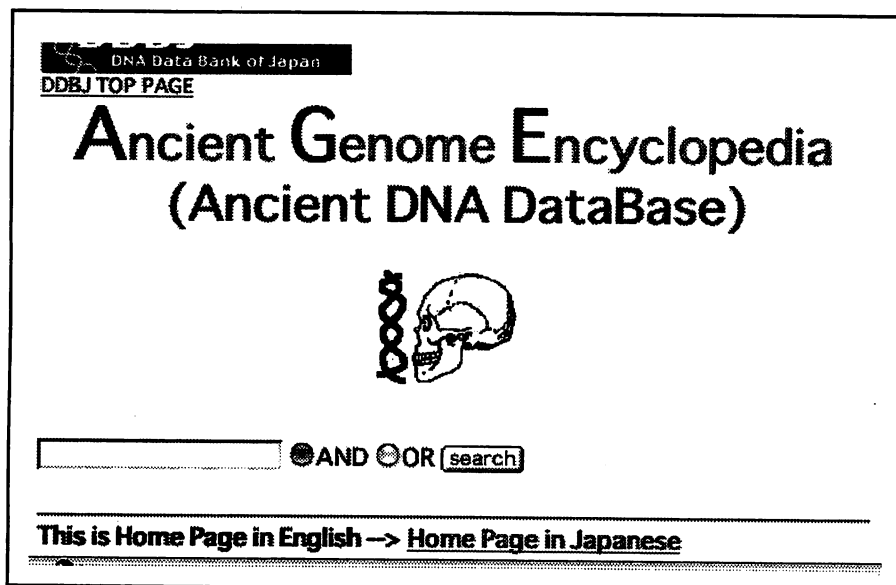 DNA Data Bank of Japan
DDBJ TOP PAGE
Ancient Genome Encyclopedia
(Ancient DNA DataBase)
AND OR search
This is Home Page in English --> Home Page in Japanese